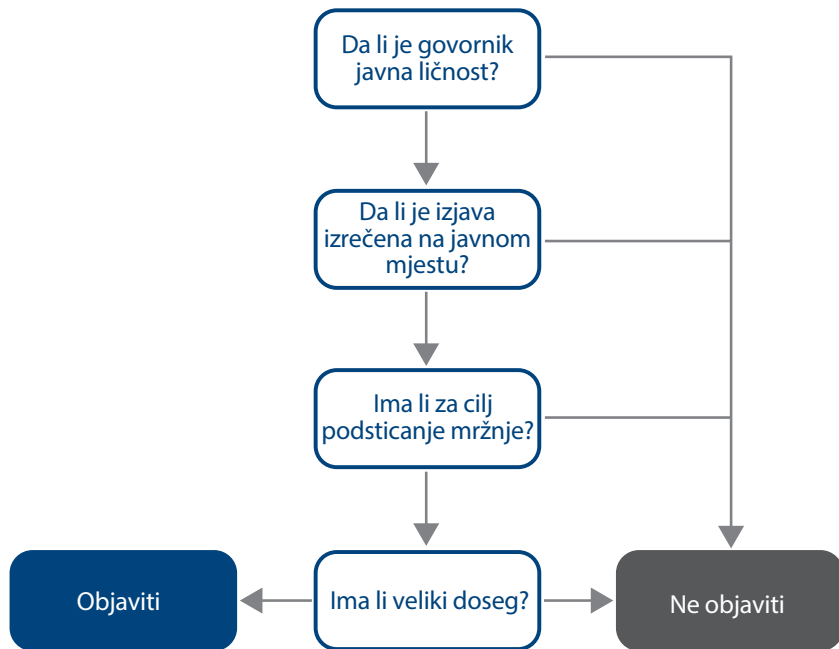 Da li je govornik
javna ličnost?
Da li je izjava
izrečena na javnom
mjestu?
Ima li za cilj
podsticanje mržnje?
Objaviti
Ima li veliki doseg?
Ne objaviti